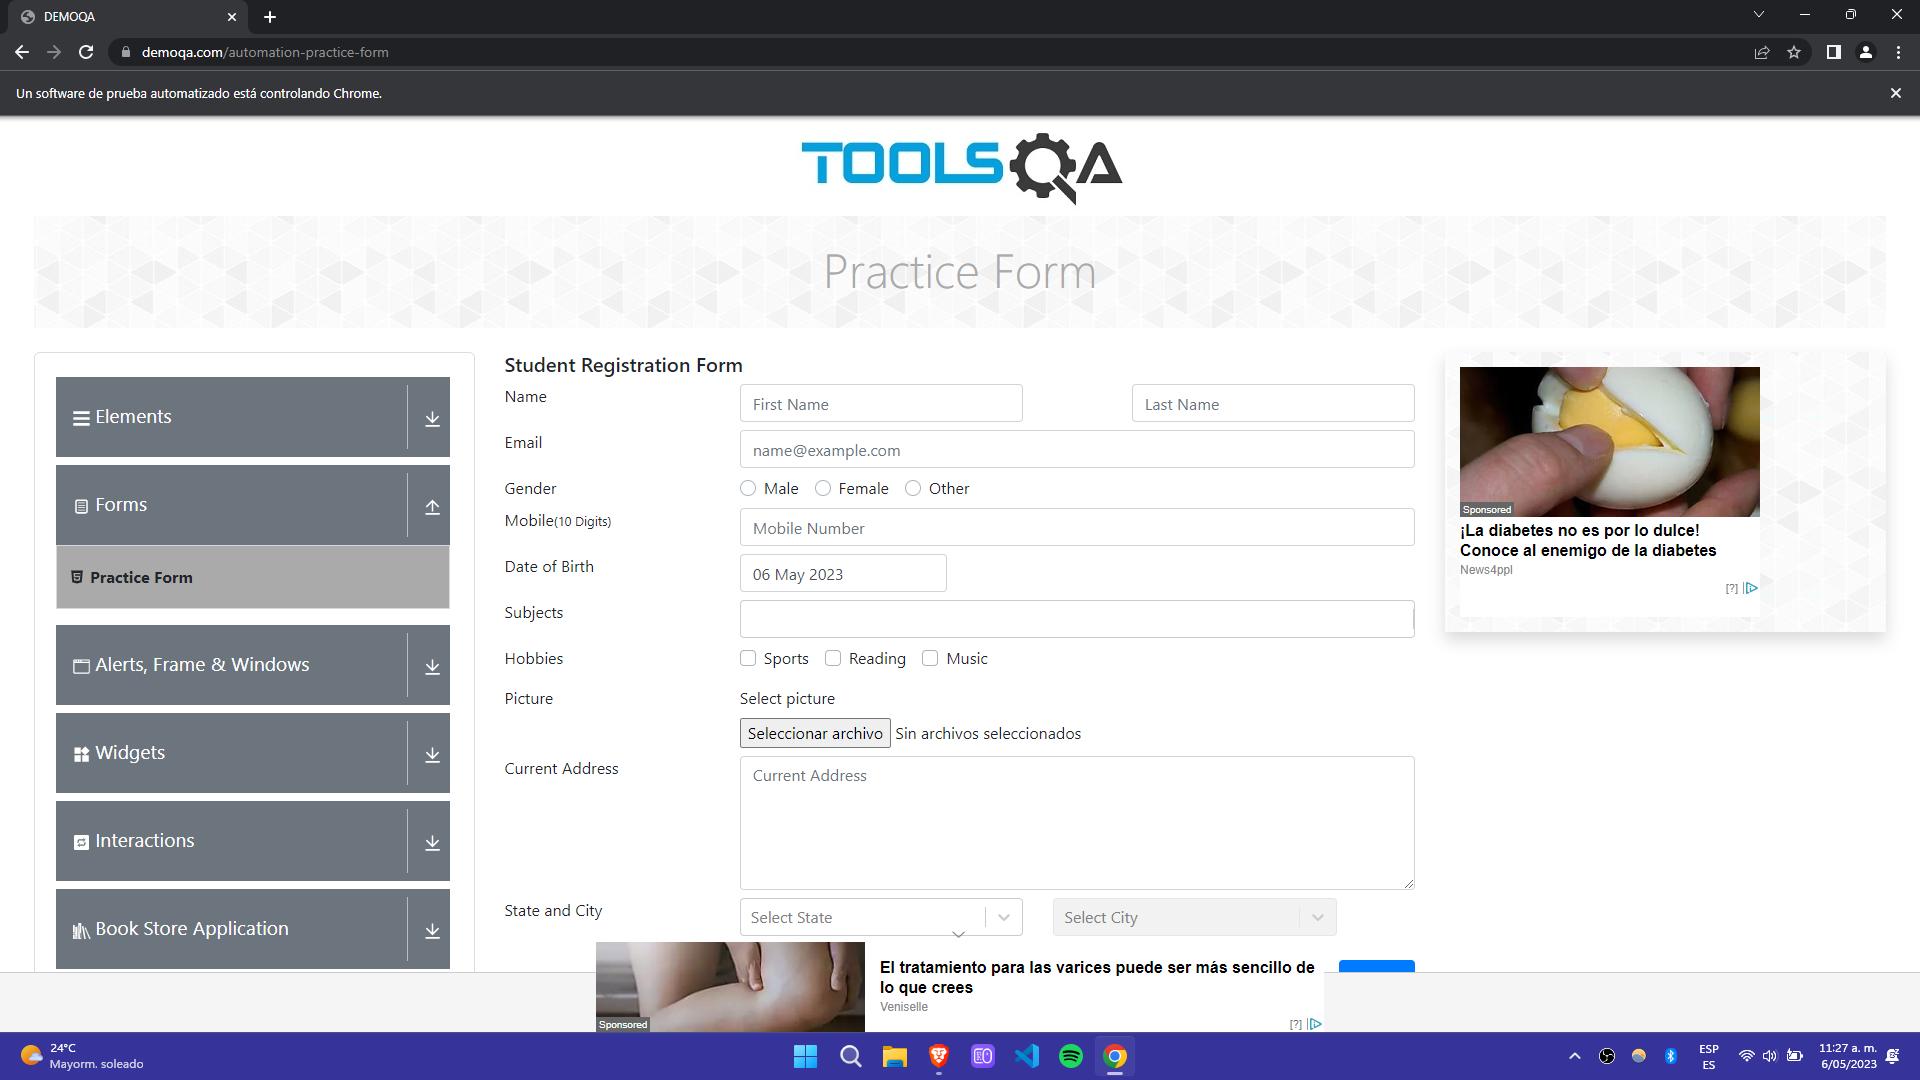 DEMOQA
demoqa.com/automation-practice-form
Un software de prueba automatizado está controlando Chrome.
TOOLSQA
Practice Form
Elements
Forms
Practice Form
Alerts, Frame & Windows
Widgets
Interactions
Book Store Application
Student Registration Form
Name
First Name
Last Name
Email
name@example.com
Gender
Male
Female
Other
Mobile(10 Digits)
Mobile Number
Date of Birth
06 May 2023
Subjects
Hobbies
Sports
Reading
Music
Picture
Select picture
Seleccionar archivo
Sin archivos seleccionados
Current Address
Current Address
State and City
Select State
Select City
Sponsored
¡La diabetes no es por lo dulce!
Conoce al enemigo de la diabetes
News4ppl
[?]
Sponsored
El tratamiento para las varices puede ser más sencillo de
lo que crees
Veniselle
[?]
24°C
Mayorm. soleado
ESP
ES
11:27 a. m.
6/05/2023